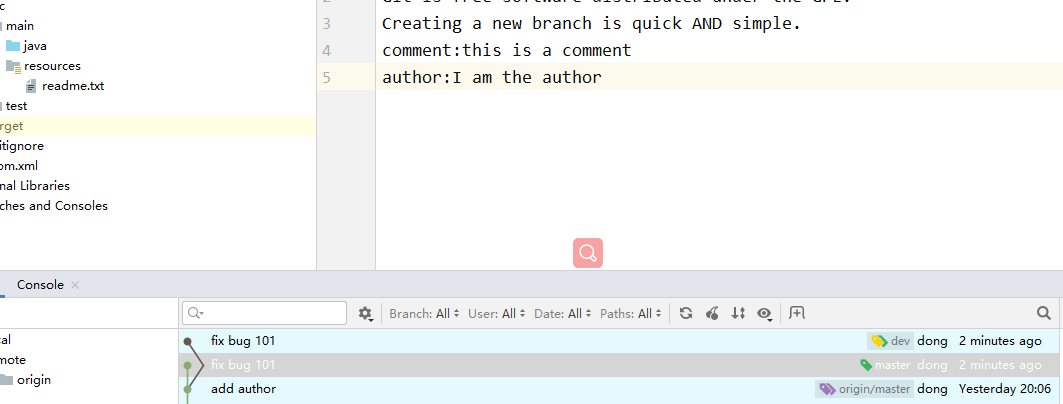 main
java
resources
readme.txt
test
rget
itignore
om.xml
nal Libraries
ches and Consoles
3 Creating a new branch is quick AND simple.
4 comment:this is a comment
5 author:I am the author
Console
Branch: All User: All Date: All Paths: All
al
mote
origin
fix bug 101 dev dong 2 minutes ago
fix bug 101 master dong 2 minutes ago
add author origin/master dong Yesterday 20:06